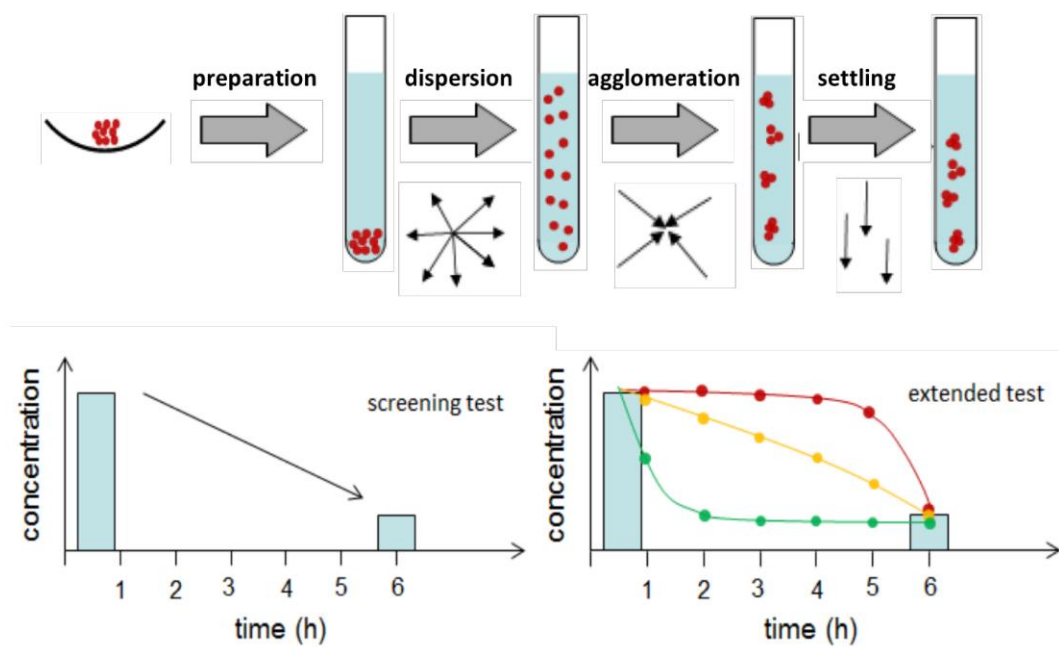 preparation
dispersion
agglomeration
settling
concentration
screening test
1 2 3 4 5 6
time (h)
concentration
extended test
1 2 3 4 5 6
time (h)